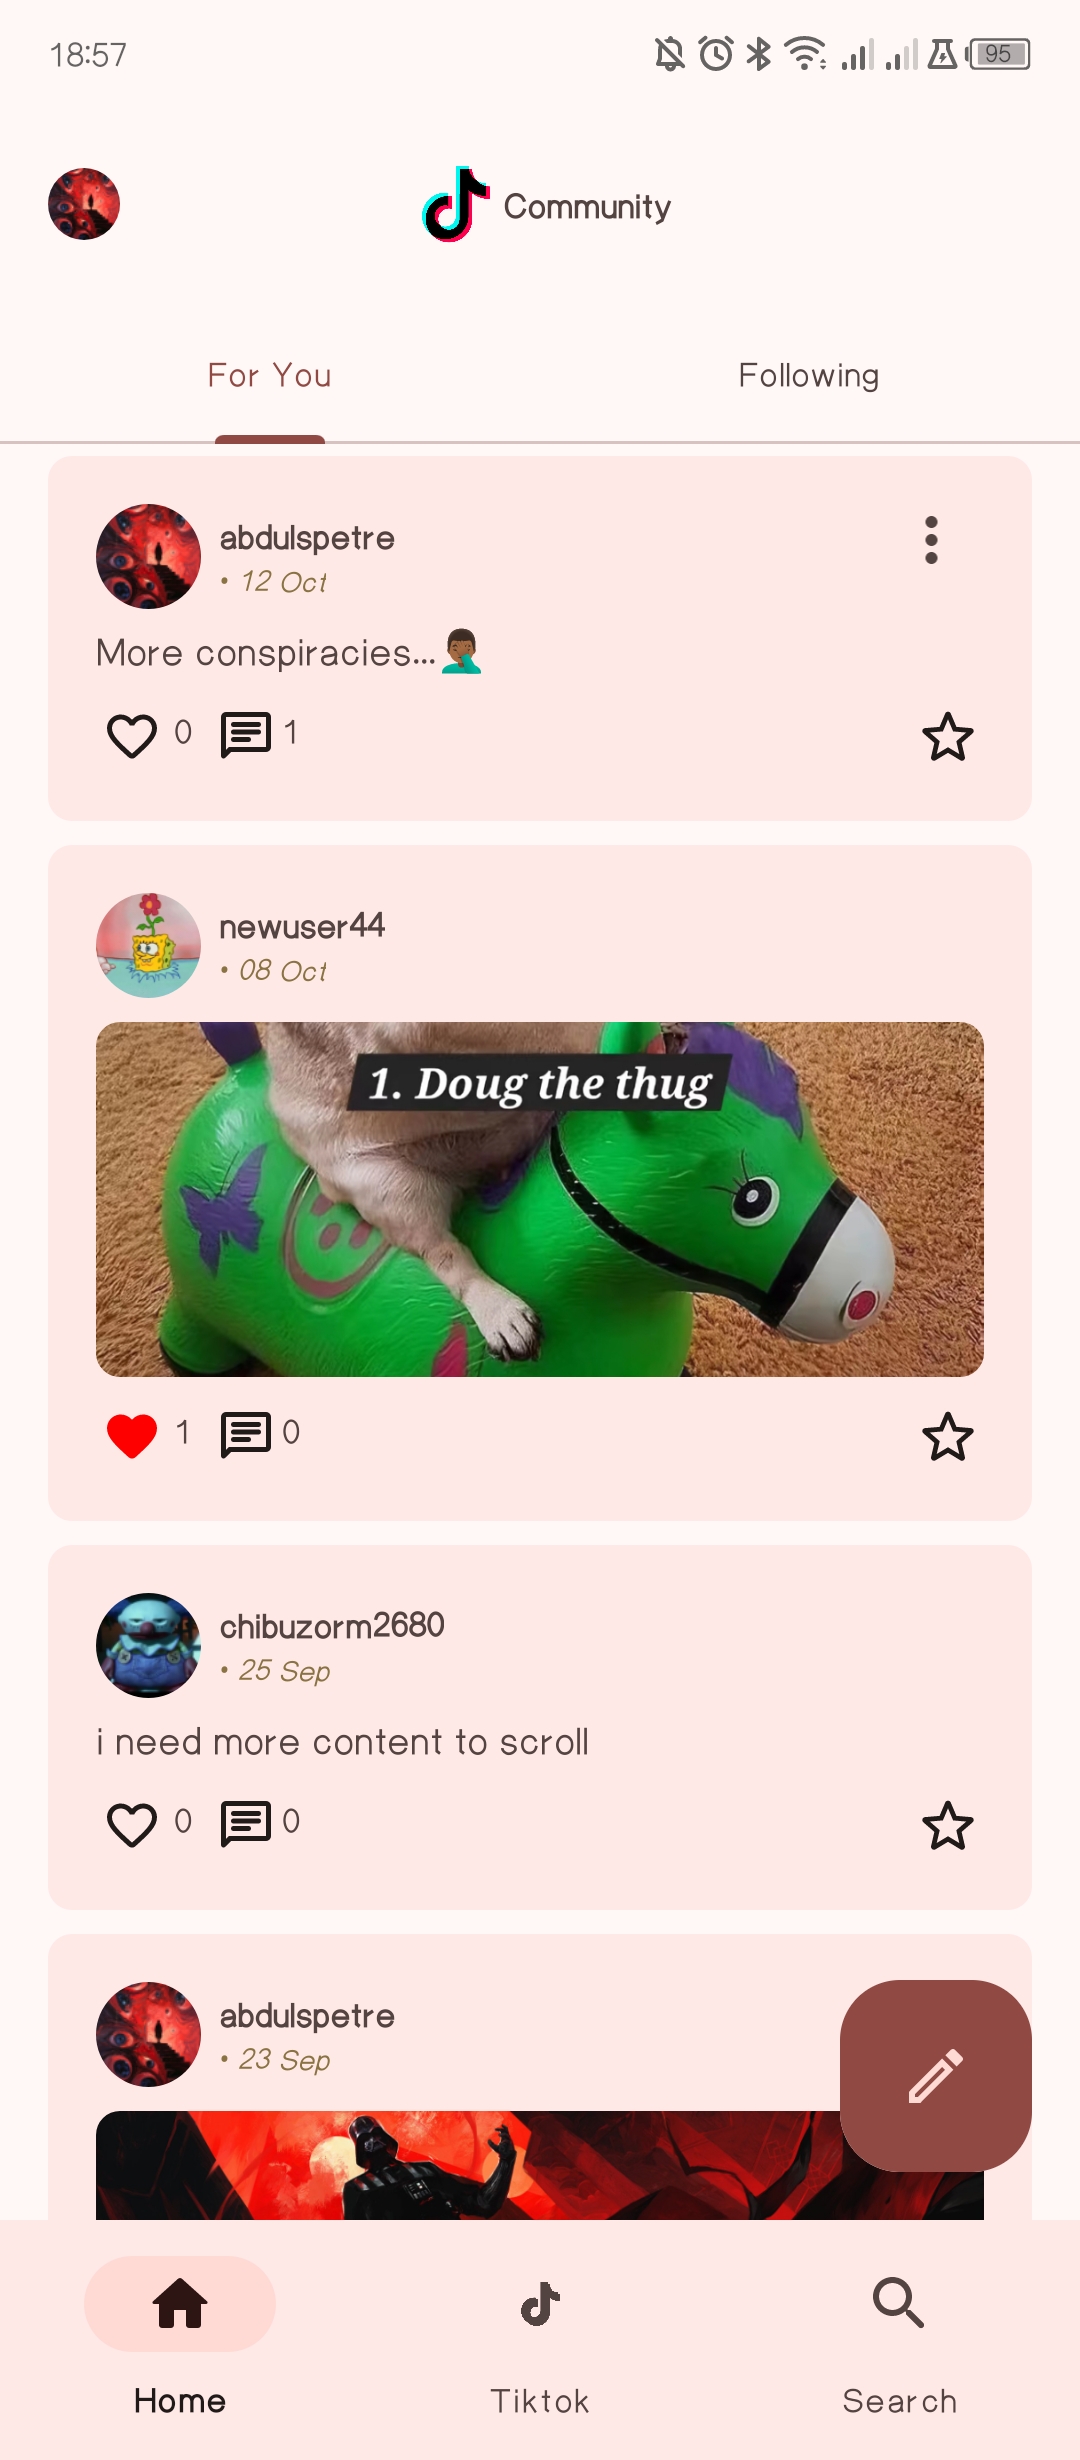 18:57
95
Community
For You
Following
abdulspetre
• 12 Oct
More conspiracies...🤦🏾‍♂️
0
1
newuser44
• 08 Oct
1. Doug the thug
1
0
chibuzorm2680
• 25 Sep
i need more content to scroll
0
0
abdulspetre
• 23 Sep
Home
Tiktok
Search